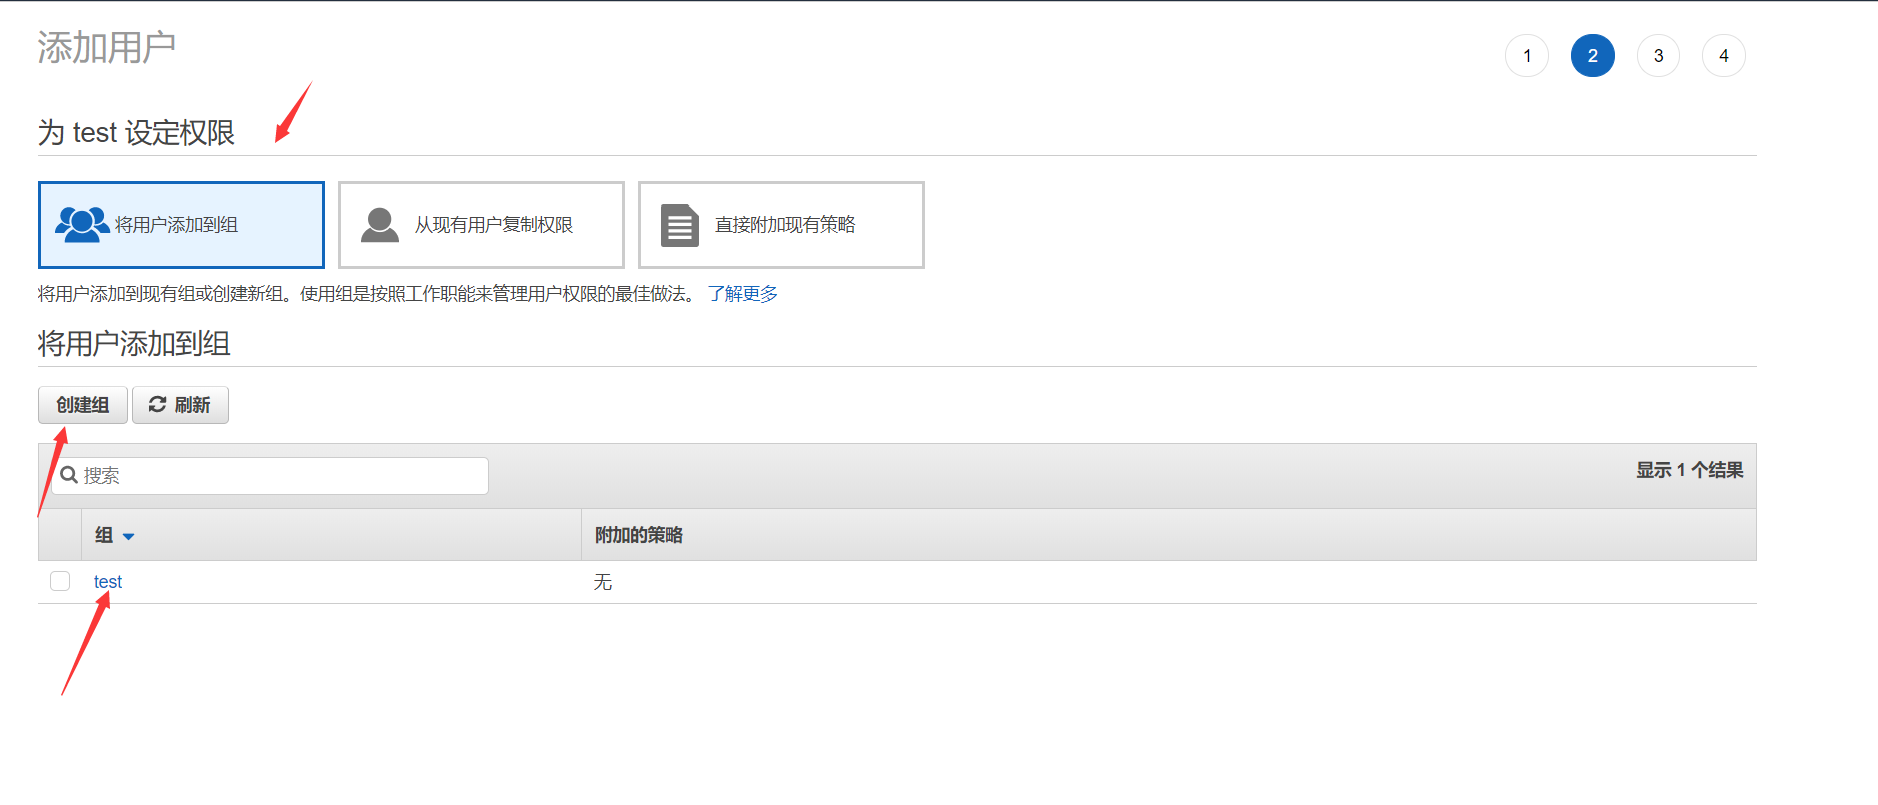 添加用户
1 2 3 4
为 test 设定权限
将用户添加到组 从现有用户复制权限 直接附加现有策略
将用户添加到现有组或创建新组。使用组是按照工作职能来管理用户权限的最佳做法。 了解更多
将用户添加到组
创建组 刷新
搜索 显示 1 个结果
组 附加的策略
test 无